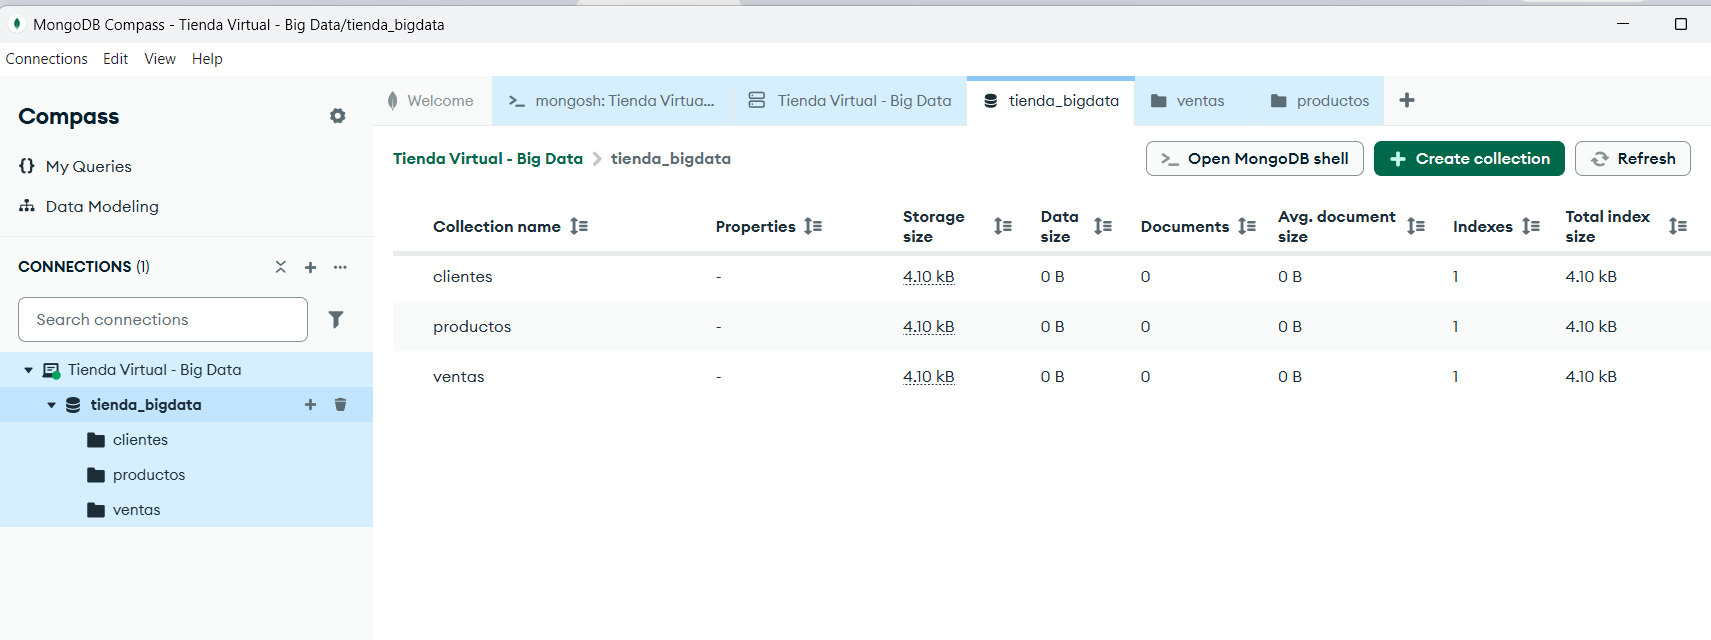 MongoDB Compass - Tienda Virtual - Big Data/tienda_bigdata
Connections Edit View Help
Compass
My Queries
Data Modeling
CONNECTIONS (1)
Search connections
Tienda Virtual - Big Data
tienda_bigdata
clientes
productos
ventas
Welcome
mongosh: Tienda Virtua...
Tienda Virtual - Big Data
tienda_bigdata
ventas
productos
Tienda Virtual - Big Data > tienda_bigdata
Open MongoDB shell
Create collection
Refresh
Collection name Properties Storage size Data size Documents Avg. document size Indexes Total index size
clientes - 4.10 kB 0 B 0 0 B 1 4.10 kB
productos - 4.10 kB 0 B 0 0 B 1 4.10 kB
ventas - 4.10 kB 0 B 0 0 B 1 4.10 kB